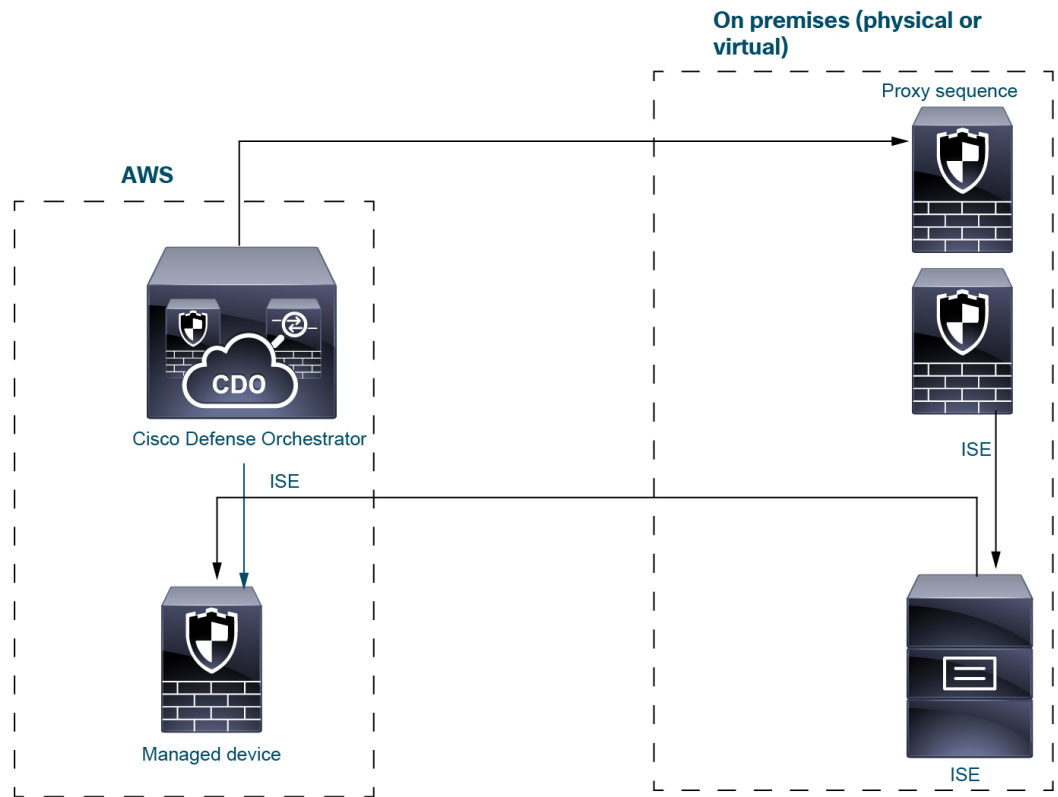 On premises (physical or
virtual)
Proxy sequence
AWS
CDO
Cisco Defense Orchestrator
ISE
ISE
Managed device
ISE